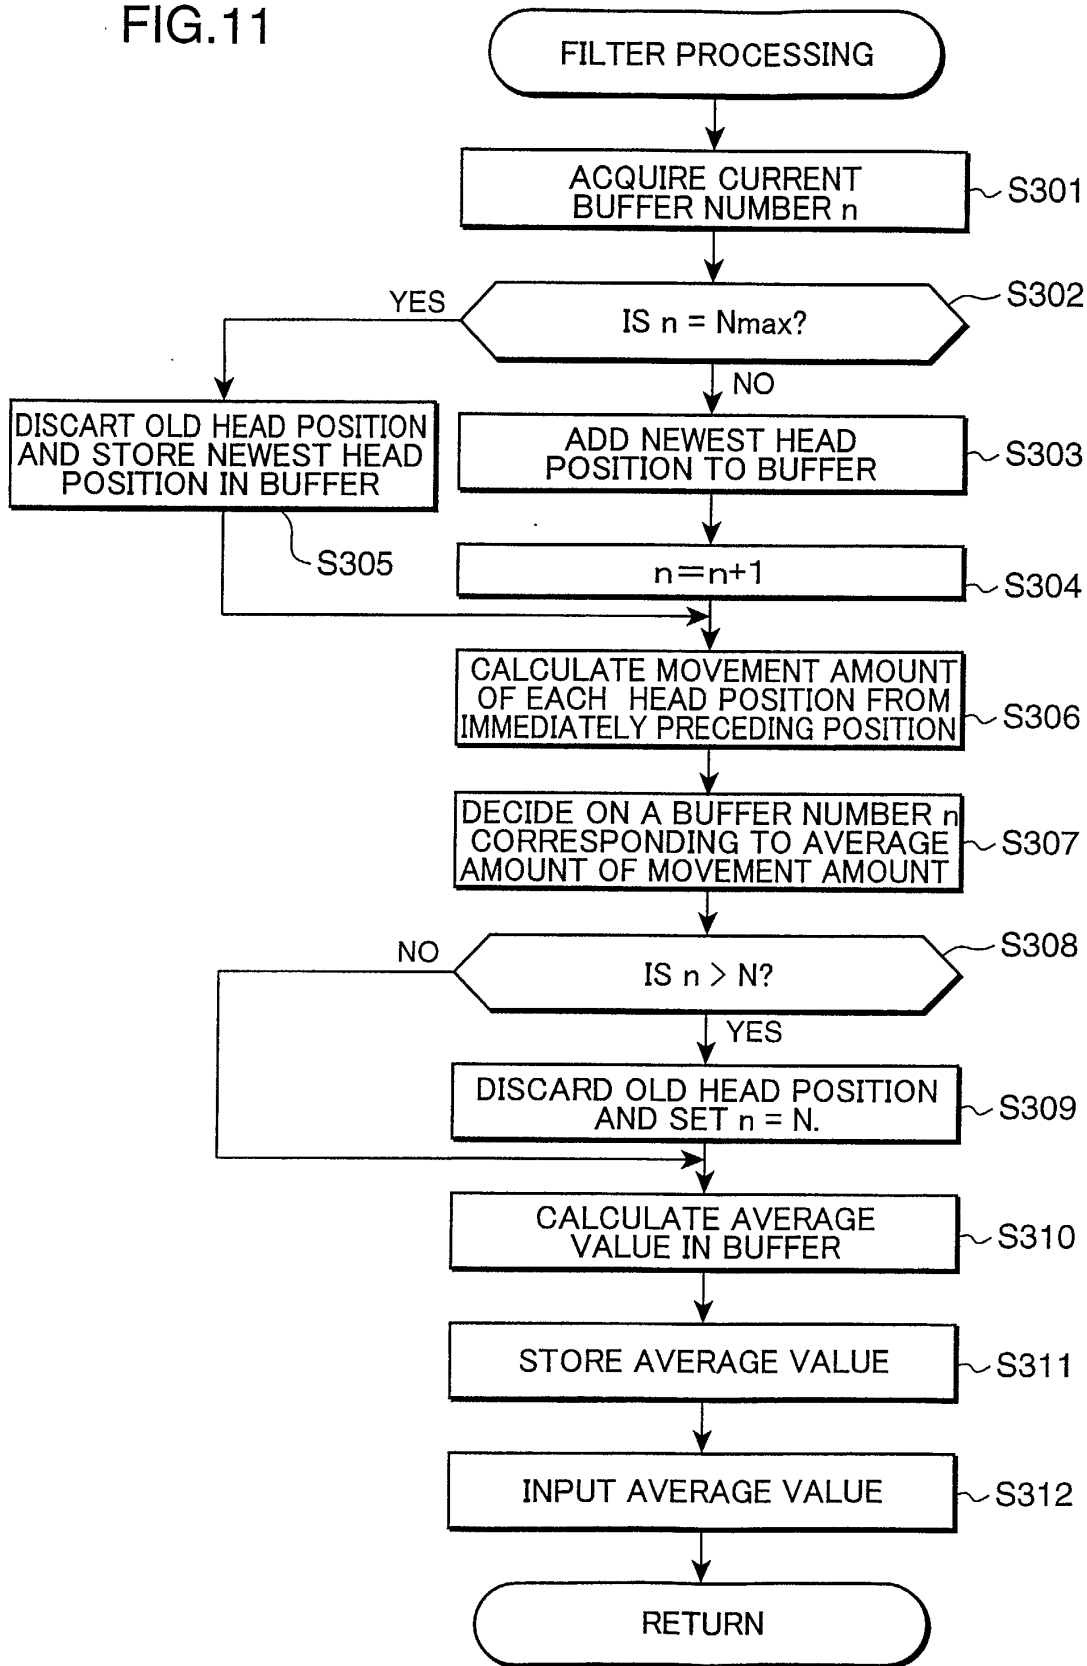 FIG.11
FILTER PROCESSING
ACQUIRE CURRENT
BUFFER NUMBER n
S301
IS n = Nmax?
S302
YES
NO
DISCART OLD HEAD POSITION
AND STORE NEWEST HEAD
POSITION IN BUFFER
S305
ADD NEWEST HEAD
POSITION TO BUFFER
S303
n=n+1
S304
CALCULATE MOVEMENT AMOUNT
OF EACH HEAD POSITION FROM
IMMEDIATELY PRECEDING POSITION
S306
DECIDE ON A BUFFER NUMBER n
CORRESPONDING TO AVERAGE
AMOUNT OF MOVEMENT AMOUNT
S307
IS n > N?
S308
NO
YES
DISCARD OLD HEAD POSITION
AND SET n = N.
S309
CALCULATE AVERAGE
VALUE IN BUFFER
S310
STORE AVERAGE VALUE
S311
INPUT AVERAGE VALUE
S312
RETURN